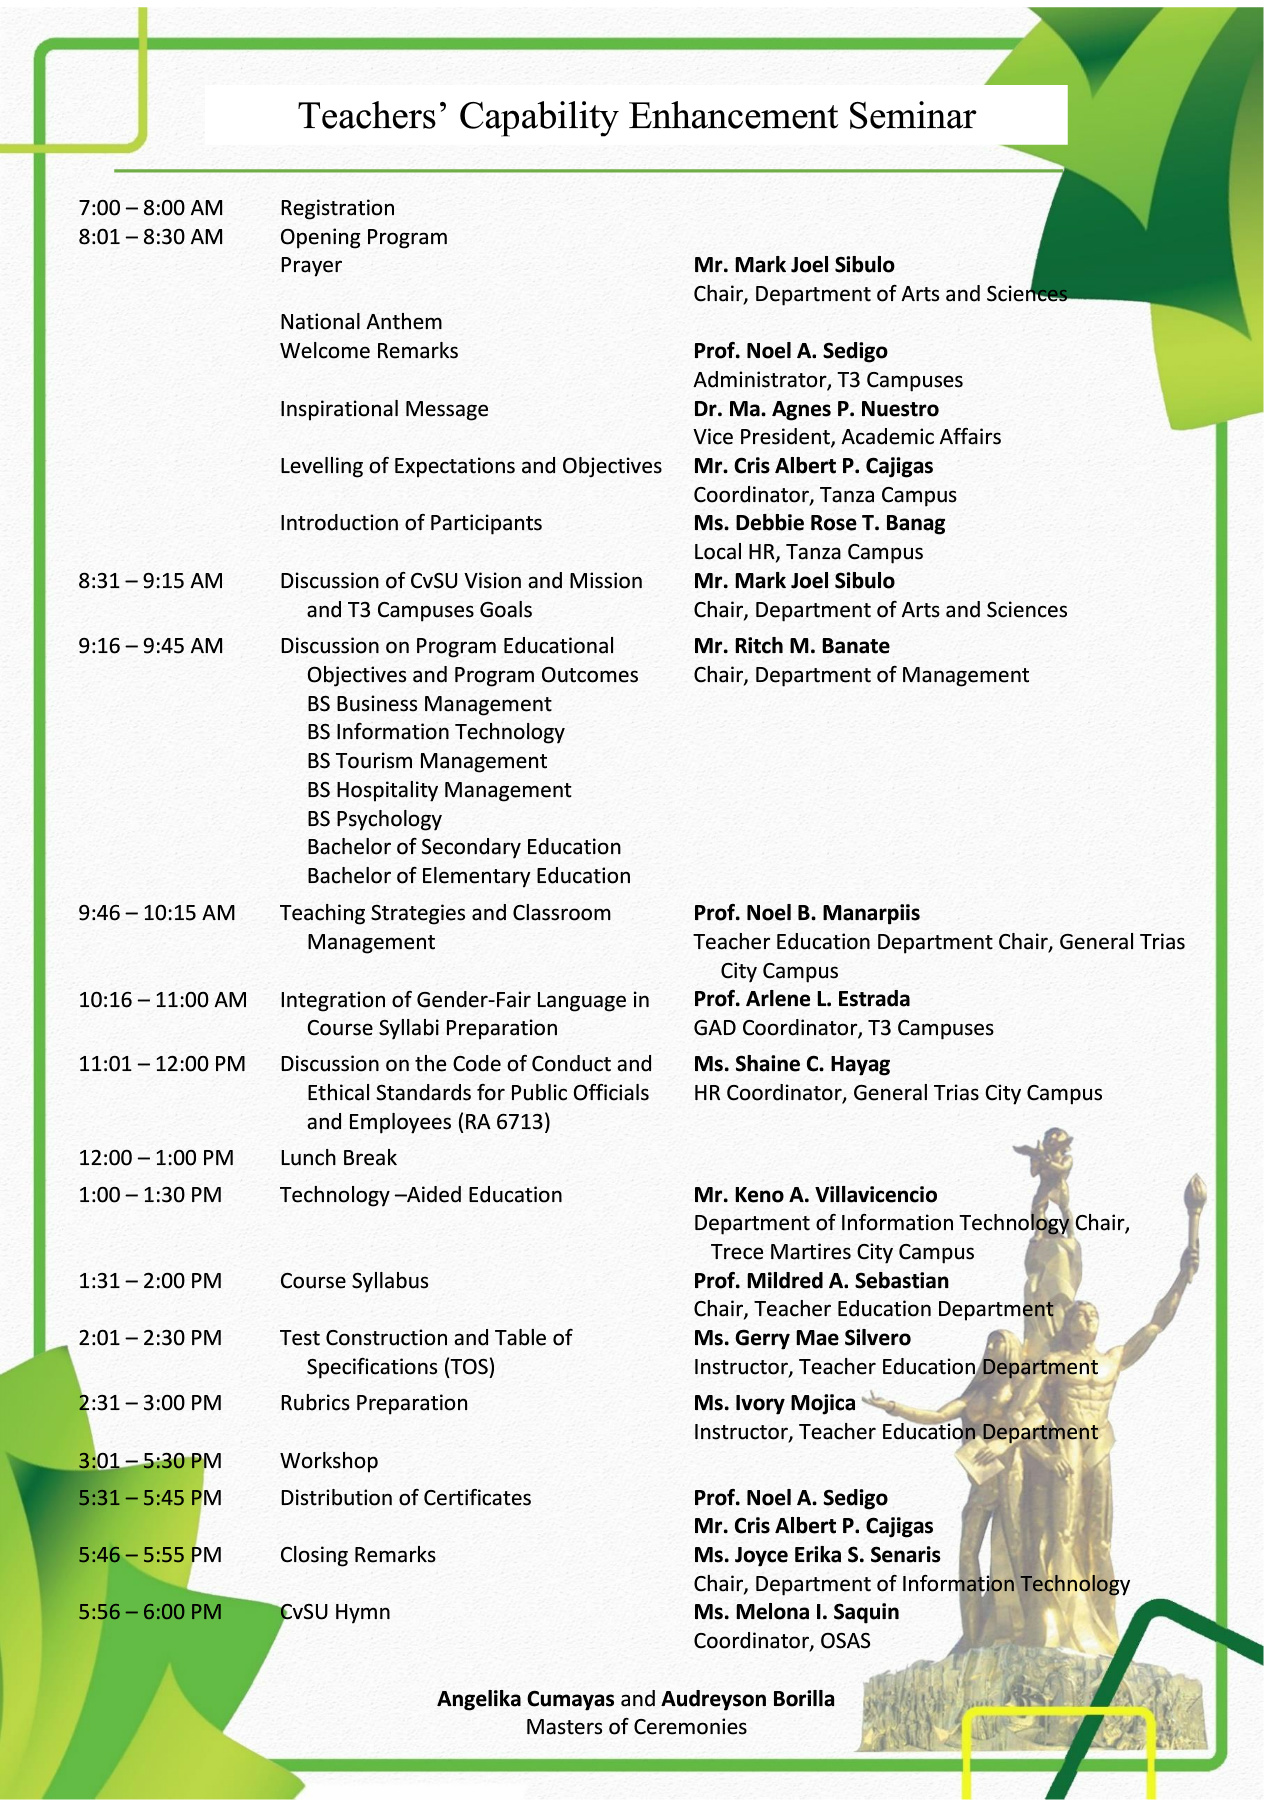 Teachers’ Capability Enhancement Seminar
7:00 – 8:00 AM Registration
8:01 – 8:30 AM Opening Program
Prayer Mr. Mark Joel Sibulo
Chair, Department of Arts and Sciences
National Anthem
Welcome Remarks Prof. Noel A. Sedigo
Administrator, T3 Campuses
Inspirational Message Dr. Ma. Agnes P. Nuestro
Vice President, Academic Affairs
Levelling of Expectations and Objectives Mr. Cris Albert P. Cajigas
Coordinator, Tanza Campus
Introduction of Participants Ms. Debbie Rose T. Banag
Local HR, Tanza Campus
8:31 – 9:15 AM Discussion of CvSU Vision and Mission Mr. Mark Joel Sibulo
and T3 Campuses Goals Chair, Department of Arts and Sciences
9:16 – 9:45 AM Discussion on Program Educational Mr. Ritch M. Banate
Objectives and Program Outcomes Chair, Department of Management
BS Business Management
BS Information Technology
BS Tourism Management
BS Hospitality Management
BS Psychology
Bachelor of Secondary Education
Bachelor of Elementary Education
9:46 – 10:15 AM Teaching Strategies and Classroom Prof. Noel B. Manarpiis
Management Teacher Education Department Chair, General Trias
City Campus
10:16 – 11:00 AM Integration of Gender-Fair Language in Prof. Arlene L. Estrada
Course Syllabi Preparation GAD Coordinator, T3 Campuses
11:01 – 12:00 PM Discussion on the Code of Conduct and Ms. Shaine C. Hayag
Ethical Standards for Public Officials HR Coordinator, General Trias City Campus
and Employees (RA 6713)
12:00 – 1:00 PM Lunch Break
1:00 – 1:30 PM Technology –Aided Education Mr. Keno A. Villavicencio
Department of Information Technology Chair,
Trece Martires City Campus
1:31 – 2:00 PM Course Syllabus Prof. Mildred A. Sebastian
Chair, Teacher Education Department
2:01 – 2:30 PM Test Construction and Table of Ms. Gerry Mae Silvero
Specifications (TOS) Instructor, Teacher Education Department
2:31 – 3:00 PM Rubrics Preparation Ms. Ivory Mojica
Instructor, Teacher Education Department
3:01 – 5:30 PM Workshop
5:31 – 5:45 PM Distribution of Certificates Prof. Noel A. Sedigo
Mr. Cris Albert P. Cajigas
5:46 – 5:55 PM Closing Remarks Ms. Joyce Erika S. Senaris
Chair, Department of Information Technology
5:56 – 6:00 PM CvSU Hymn Ms. Melona I. Saquin
Coordinator, OSAS
Angelika Cumayas and Audreyson Borilla
Masters of Ceremonies